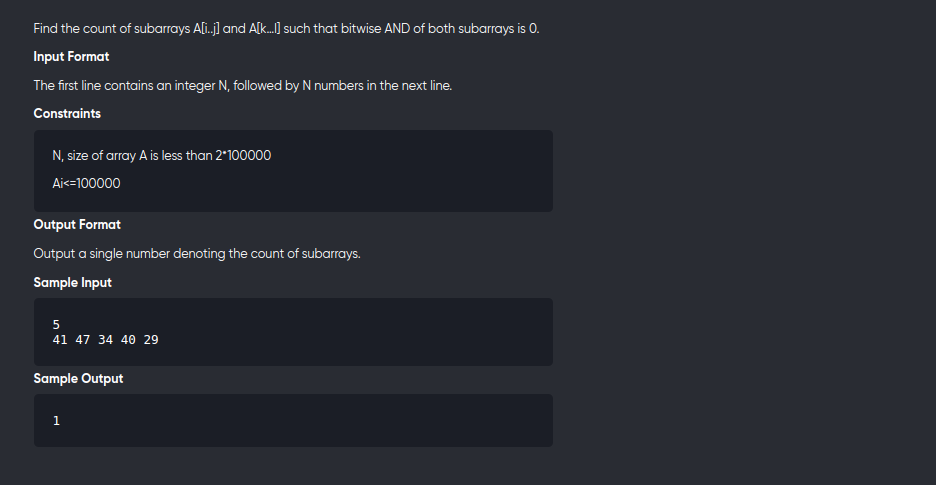 Find the count of subarrays A[i..j] and A[k...l] such that bitwise AND of both subarrays is 0.
Input Format
The first line contains an integer N, followed by N numbers in the next line.
Constraints
N, size of array A is less than 2*100000
Ai<=100000
Output Format
Output a single number denoting the count of subarrays.
Sample Input
5
41 47 34 40 29
Sample Output
1